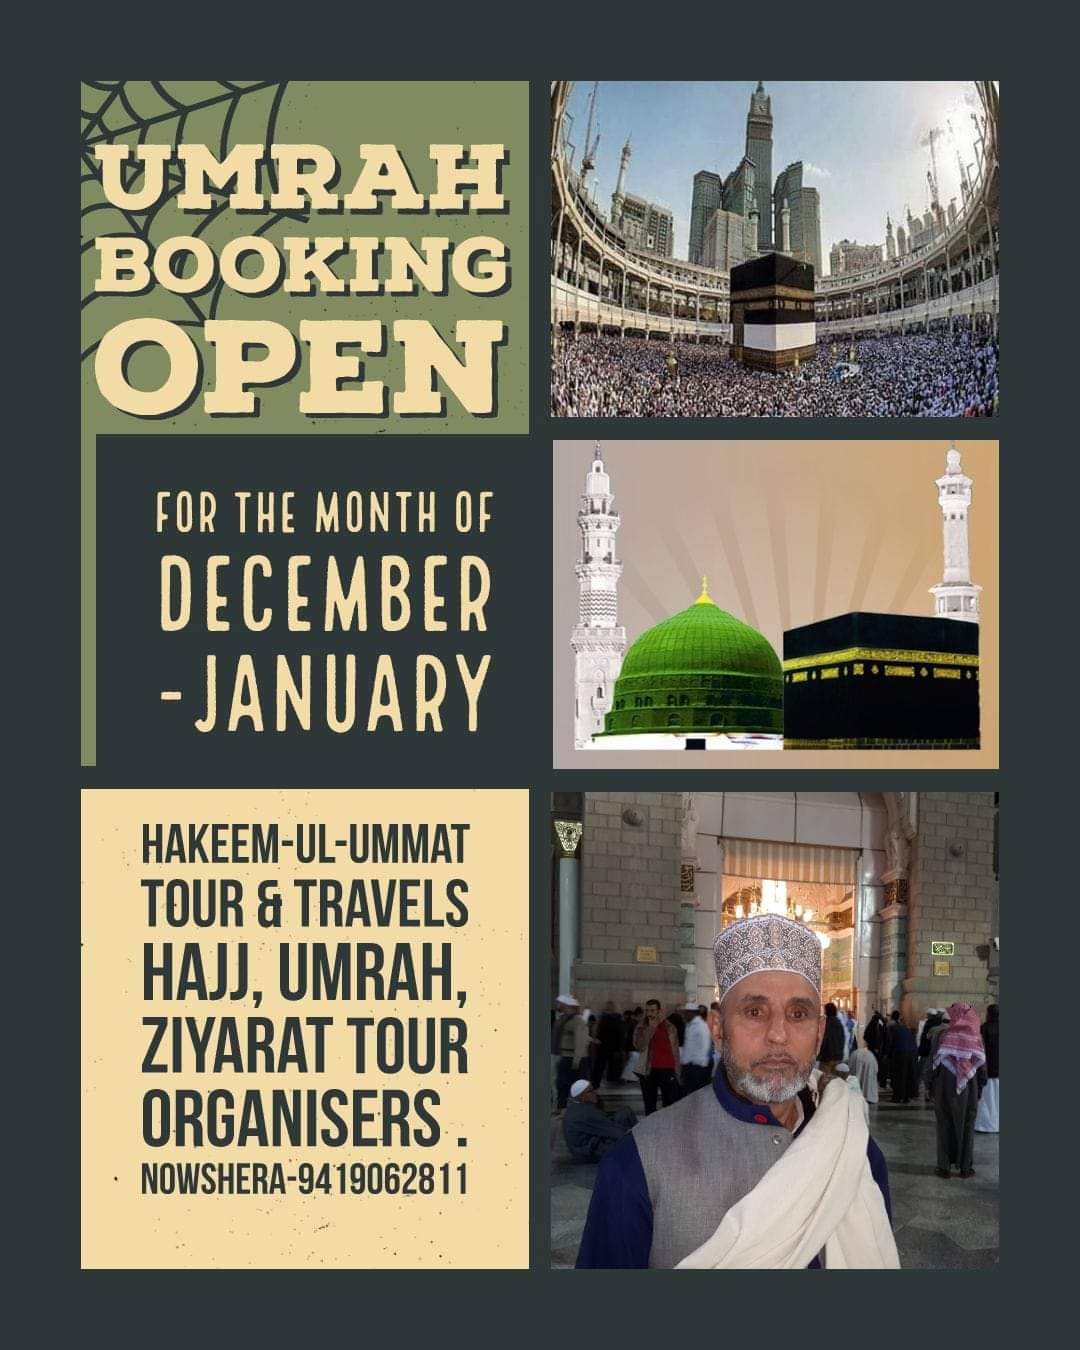 UMRAH
BOOKING
OPEN
FOR THE MONTH OF
DECEMBER
-JANUARY
HAKEEM-UL-UMMAT
TOUR & TRAVELS
HAJJ, UMRAH,
ZIYARAT TOUR
ORGANISERS .
NOWSHERA-9419062811